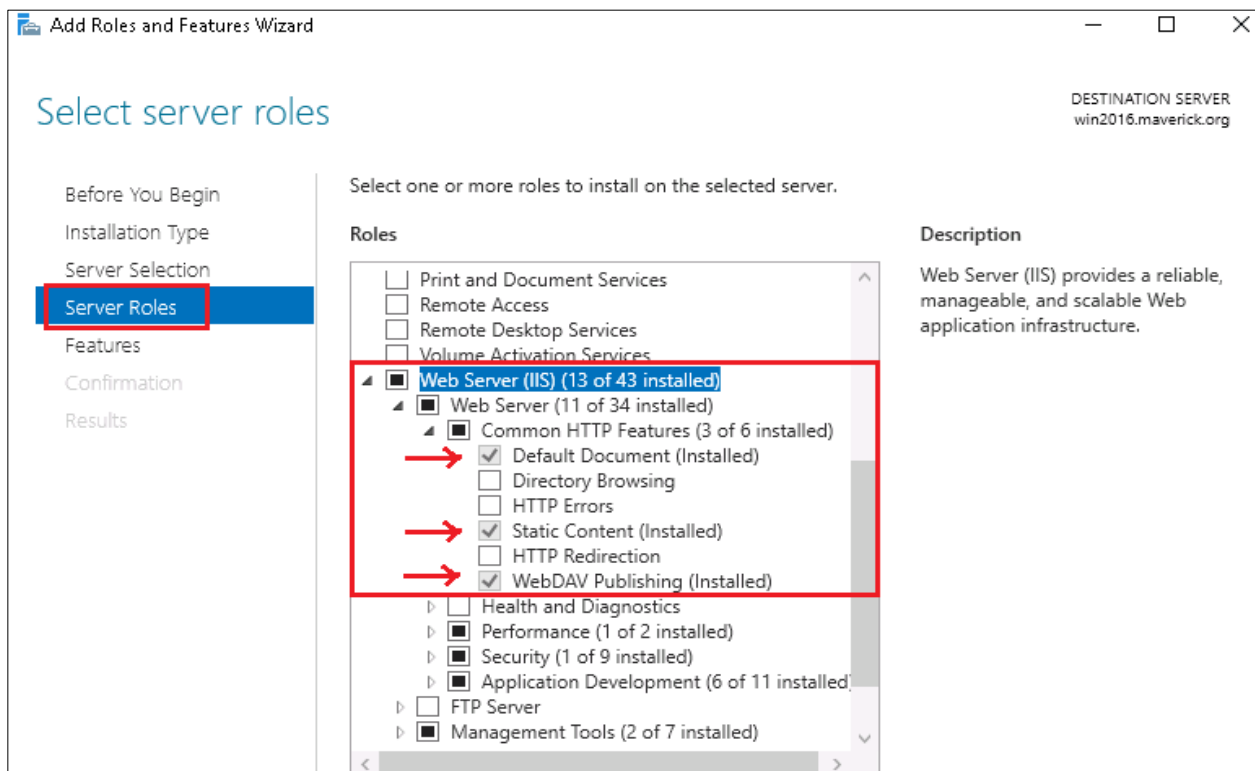 Add Roles and Features Wizard
Select server roles
DESTINATION SERVER
win2016.maverick.org
Before You Begin
Installation Type
Server Selection
Server Roles
Features
Confirmation
Results
Select one or more roles to install on the selected server.
Roles
Print and Document Services
Remote Access
Remote Desktop Services
Volume Activation Services
Web Server (IIS) (13 of 43 installed)
Web Server (11 of 34 installed)
Common HTTP Features (3 of 6 installed)
Default Document (Installed)
Directory Browsing
HTTP Errors
Static Content (Installed)
HTTP Redirection
WebDAV Publishing (Installed)
Health and Diagnostics
Performance (1 of 2 installed)
Security (1 of 9 installed)
Application Development (6 of 11 installed)
FTP Server
Management Tools (2 of 7 installed)
Description
Web Server (IIS) provides a reliable,
manageable, and scalable Web
application infrastructure.